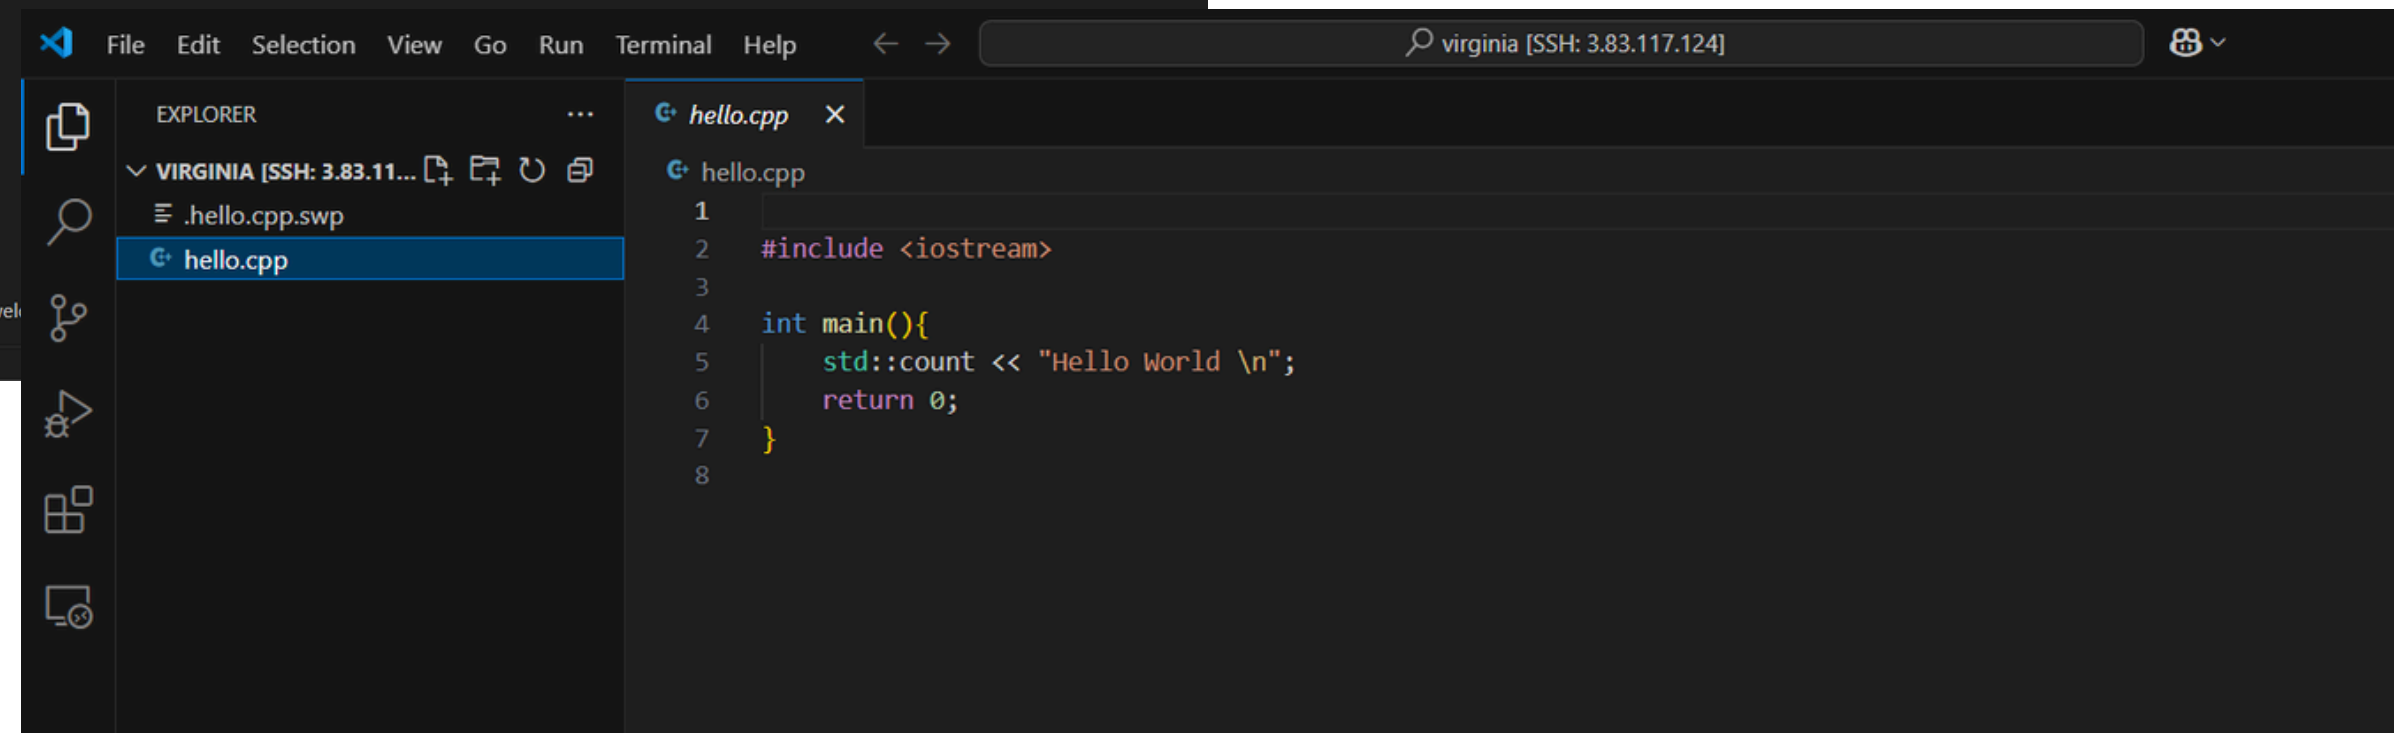 File Edit Selection View Go Run Terminal Help virginia [SSH: 3.83.117.124]
EXPLORER
VIRGINIA [SSH: 3.83.11...
.hello.cpp.swp
hello.cpp
hello.cpp
hello.cpp
1
2 #include <iostream>
3
4 int main(){
5 std::count << "Hello World \n";
6 return 0;
7 }
8